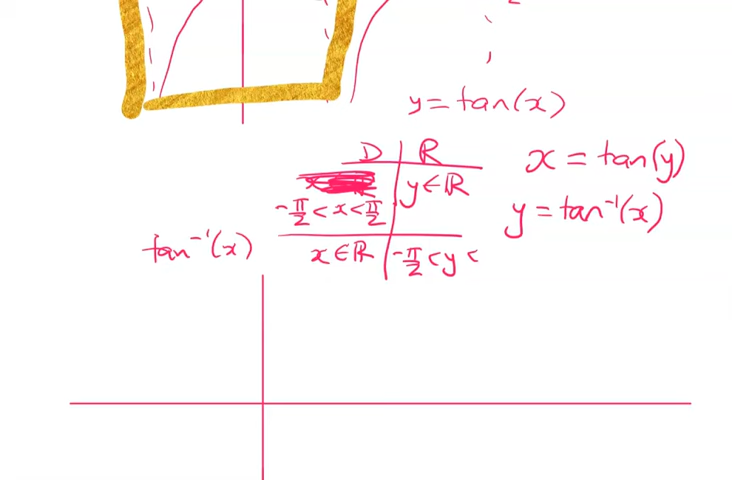 y = tan(x)
D R
y ∈ ℝ
-π/2 < x < π/2
x = tan(y)
y = tan⁻¹(x)
tan⁻¹(x) x ∈ ℝ -π/2 < y <